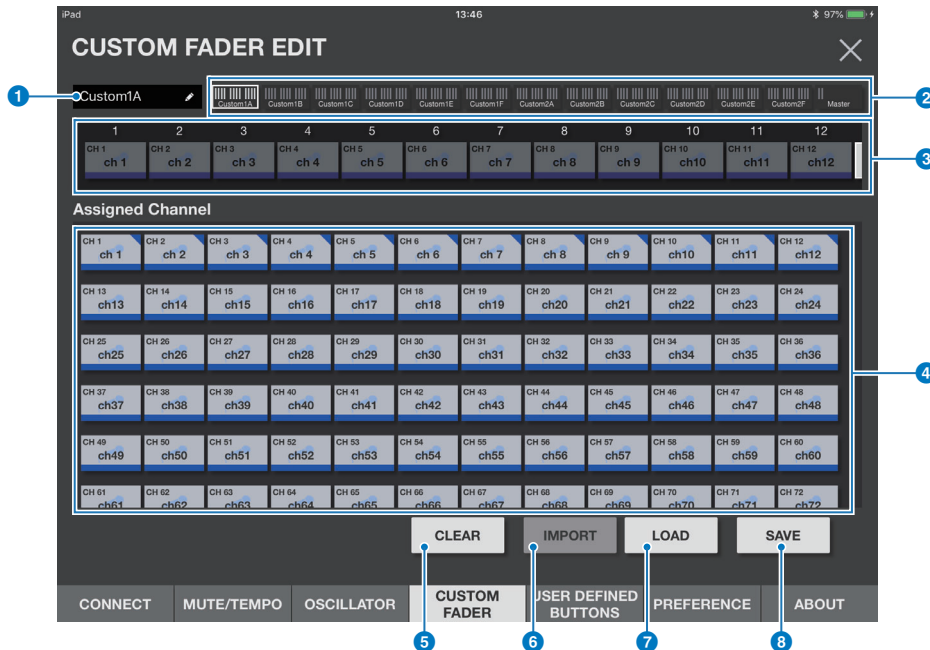 iPad 13:46 97%
CUSTOM FADER EDIT
1 Custom1A
Custom1A Custom1B Custom1C Custom1D Custom1E Custom1F Custom2A Custom2B Custom2C Custom2D Custom2E Custom2F Master 2
1 2 3 4 5 6 7 8 9 10 11 12
CH 1 CH 2 CH 3 CH 4 CH 5 CH 6 CH 7 CH 8 CH 9 CH 10 CH 11 CH 12
ch 1 ch 2 ch 3 ch 4 ch 5 ch 6 ch 7 ch 8 ch 9 ch10 ch11 ch12 3
Assigned Channel
CH 1 CH 2 CH 3 CH 4 CH 5 CH 6 CH 7 CH 8 CH 9 CH 10 CH 11 CH 12
ch 1 ch 2 ch 3 ch 4 ch 5 ch 6 ch 7 ch 8 ch 9 ch10 ch11 ch12
CH 13 CH 14 CH 15 CH 16 CH 17 CH 18 CH 19 CH 20 CH 21 CH 22 CH 23 CH 24
ch13 ch14 ch15 ch16 ch17 ch18 ch19 ch20 ch21 ch22 ch23 ch24
CH 25 CH 26 CH 27 CH 28 CH 29 CH 30 CH 31 CH 32 CH 33 CH 34 CH 35 CH 36
ch25 ch26 ch27 ch28 ch29 ch30 ch31 ch32 ch33 ch34 ch35 ch36
4
CH 37 CH 38 CH 39 CH 40 CH 41 CH 42 CH 43 CH 44 CH 45 CH 46 CH 47 CH 48
ch37 ch38 ch39 ch40 ch41 ch42 ch43 ch44 ch45 ch46 ch47 ch48
CH 49 CH 50 CH 51 CH 52 CH 53 CH 54 CH 55 CH 56 CH 57 CH 58 CH 59 CH 60
ch49 ch50 ch51 ch52 ch53 ch54 ch55 ch56 ch57 ch58 ch59 ch60
CH 61 CH 62 CH 63 CH 64 CH 65 CH 66 CH 67 CH 68 CH 69 CH 70 CH 71 CH 72
ch61 ch62 ch63 ch64 ch65 ch66 ch67 ch68 ch69 ch70 ch71 ch72
CLEAR IMPORT LOAD SAVE
CONNECT MUTE/TEMPO OSCILLATOR CUSTOM FADER USER DEFINED BUTTONS PREFERENCE ABOUT
5 6 7 8